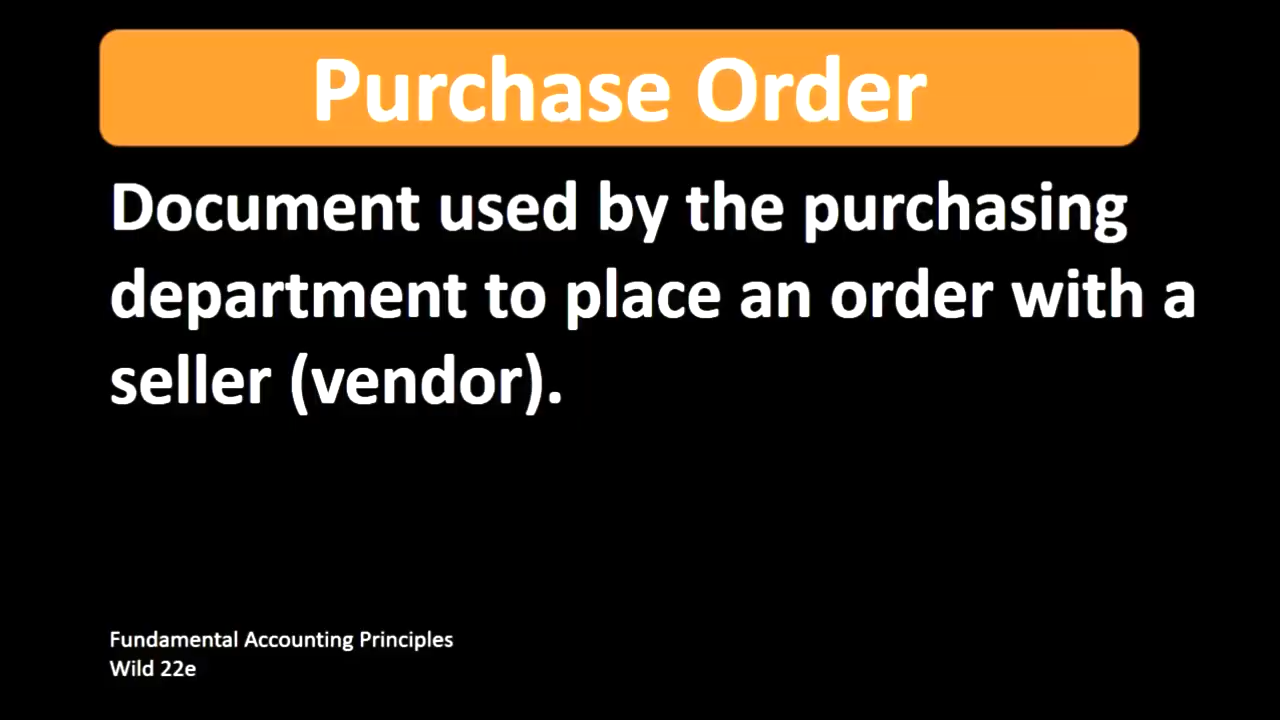 Purchase Order
Document used by the purchasing
department to place an order with a
seller (vendor).
Fundamental Accounting Principles
Wild 22e